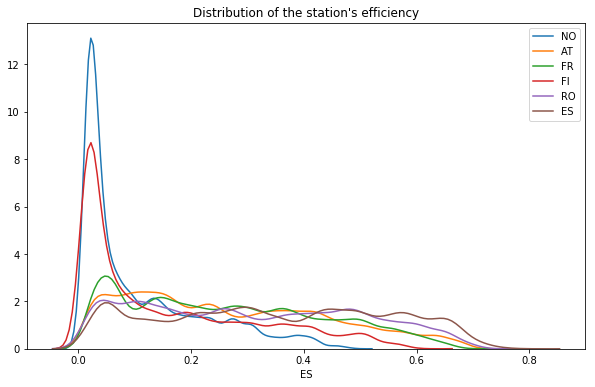 Distribution of the station's efficiency
NO
AT
FR
FI
RO
ES
12
10
8
6
4
2
0
0.0 0.2 0.4 0.6 0.8
ES